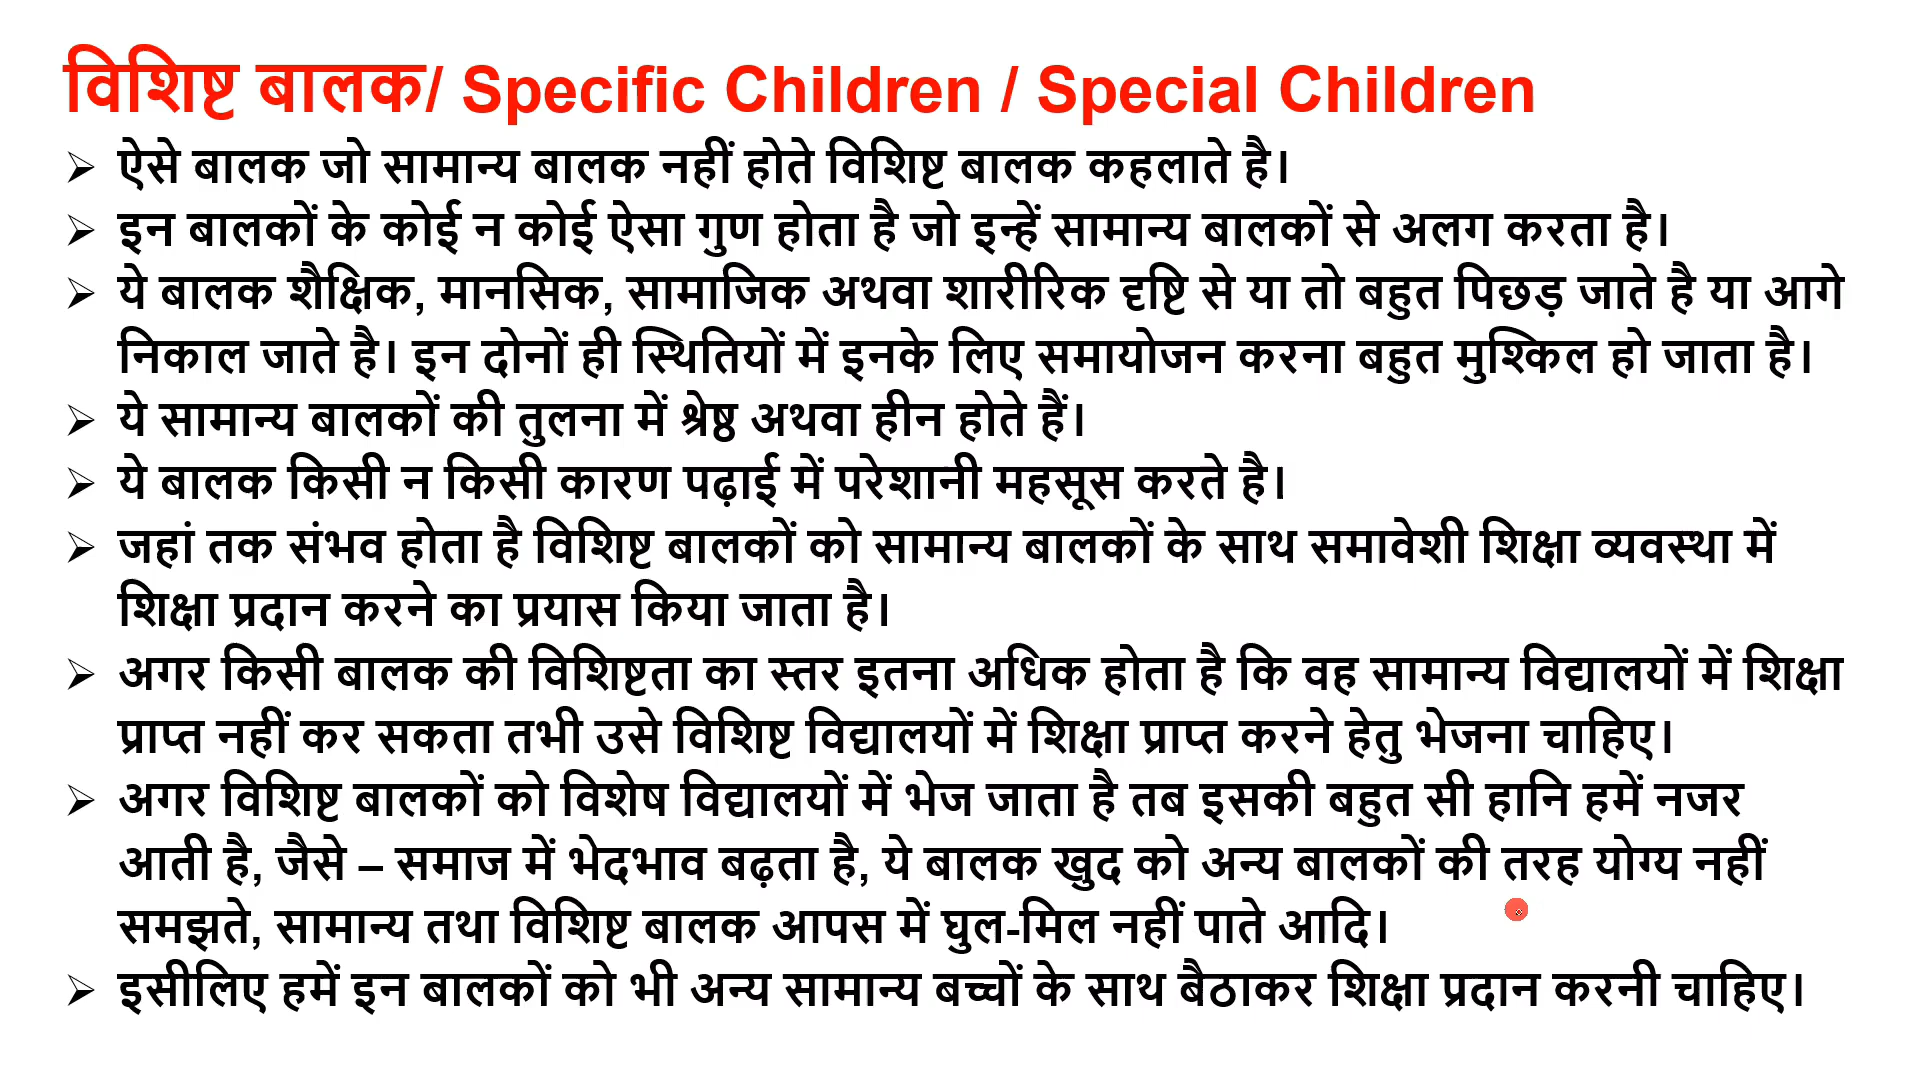 विशिष्ट बालक/ Specific Children / Special Children
➢ ऐसे बालक जो सामान्य बालक नहीं होते विशिष्ट बालक कहलाते है।
➢ इन बालकों के कोई न कोई ऐसा गुण होता है जो इन्हें सामान्य बालकों से अलग करता है।
➢ ये बालक शैक्षिक, मानसिक, सामाजिक अथवा शारीरिक दृष्टि से या तो बहुत पिछड़ जाते है या आगे
निकाल जाते है। इन दोनों ही स्थितियों में इनके लिए समायोजन करना बहुत मुश्किल हो जाता है।
➢ ये सामान्य बालकों की तुलना में श्रेष्ठ अथवा हीन होते हैं।
➢ ये बालक किसी न किसी कारण पढ़ाई में परेशानी महसूस करते है।
➢ जहां तक संभव होता है विशिष्ट बालकों को सामान्य बालकों के साथ समावेशी शिक्षा व्यवस्था में
शिक्षा प्रदान करने का प्रयास किया जाता है।
➢ अगर किसी बालक की विशिष्टता का स्तर इतना अधिक होता है कि वह सामान्य विद्यालयों में शिक्षा
प्राप्त नहीं कर सकता तभी उसे विशिष्ट विद्यालयों में शिक्षा प्राप्त करने हेतु भेजना चाहिए।
➢ अगर विशिष्ट बालकों को विशेष विद्यालयों में भेज जाता है तब इसकी बहुत सी हानि हमें नजर
आती है, जैसे – समाज में भेदभाव बढ़ता है, ये बालक खुद को अन्य बालकों की तरह योग्य नहीं
समझते, सामान्य तथा विशिष्ट बालक आपस में घुल-मिल नहीं पाते आदि।
➢ इसीलिए हमें इन बालकों को भी अन्य सामान्य बच्चों के साथ बैठाकर शिक्षा प्रदान करनी चाहिए।